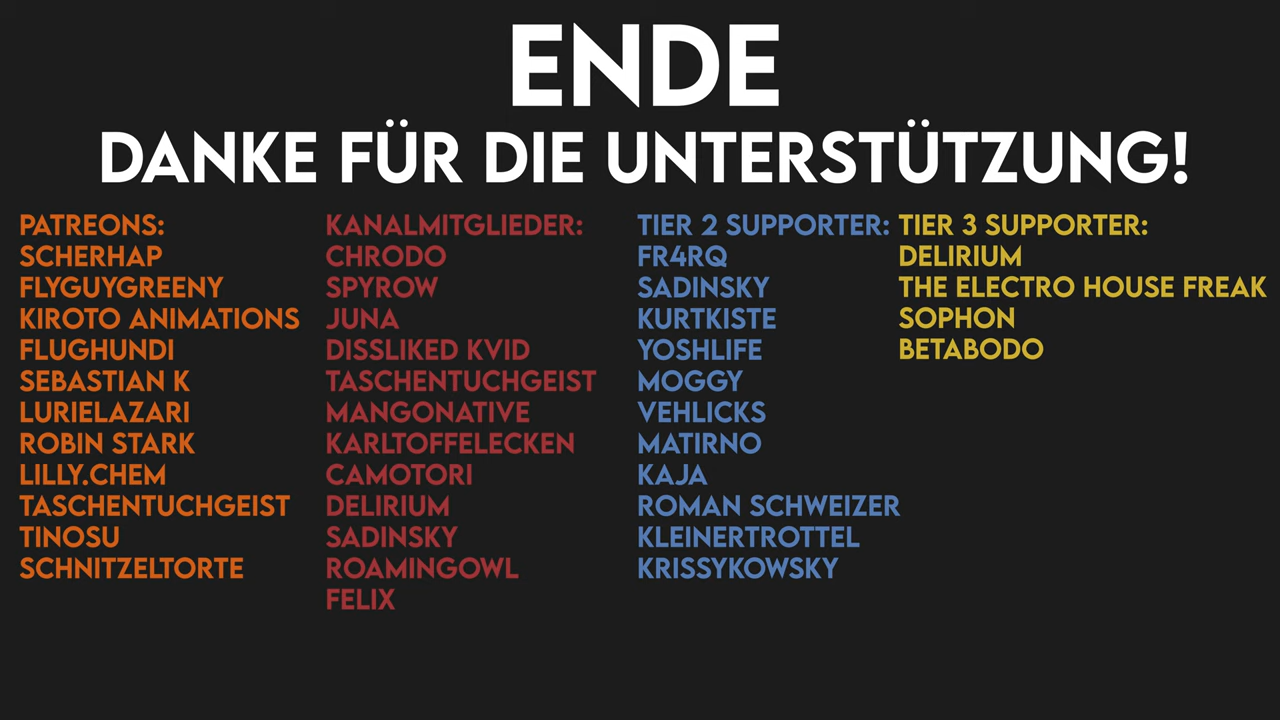 ENDE
DANKE FÜR DIE UNTERSTÜTZUNG!
PATREONS:
SCHERHAP
FLYGUYGREENY
KIROTO ANIMATIONS
FLUGHUNDI
SEBASTIAN K
LURIELAZARI
ROBIN STARK
LILLY.CHEM
TASCHENTUCHGEIST
TINOSU
SCHNITZELTORTE
KANALMITGLIEDER:
CHRODO
SPYROW
JUNA
DISSLIKED KVID
TASCHENTUCHGEIST
MANGONATIVE
KARLTOFFELECKEN
CAMOTORI
DELIRIUM
SADINSKY
ROAMINGOWL
FELIX
TIER 2 SUPPORTER:
FR4RQ
SADINSKY
KURTKISTE
YOSHLIFE
MOGGY
VEHLICKS
MATIRNO
KAJA
ROMAN SCHWEIZER
KLEINERTROTTEL
KRISSYKOWSKY
TIER 3 SUPPORTER:
DELIRIUM
THE ELECTRO HOUSE FREAK
SOPHON
BETABODO